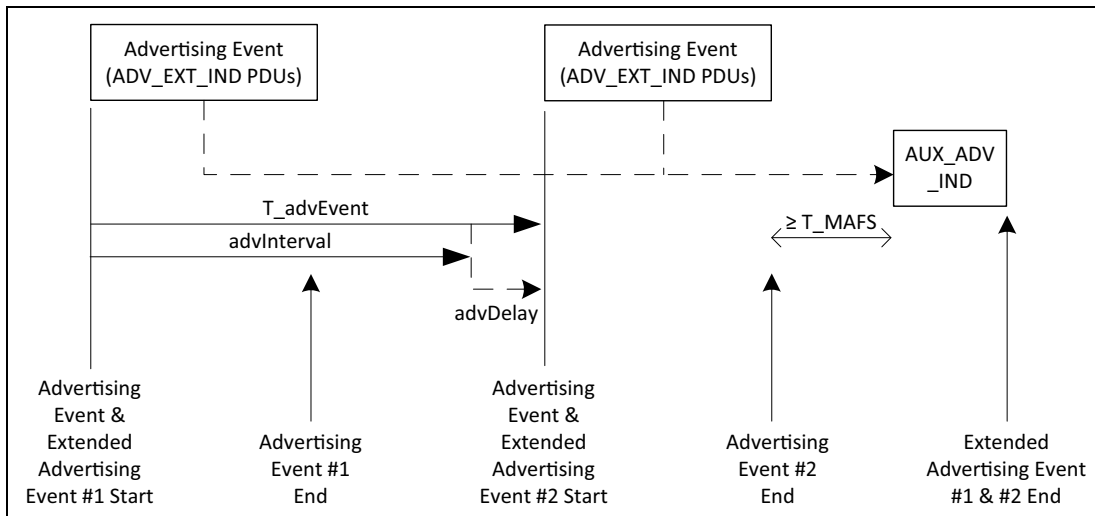 Advertising Event
(ADV_EXT_IND PDUs)
Advertising Event
(ADV_EXT_IND PDUs)
AUX_ADV
_IND
T_advEvent
≥ T_MAFS
advInterval
advDelay
Advertising
Event &
Extended
Advertising
Event #1 Start
Advertising
Event #1
End
Advertising
Event &
Extended
Advertising
Event #2 Start
Advertising
Event #2
End
Extended
Advertising Event
#1 & #2 End